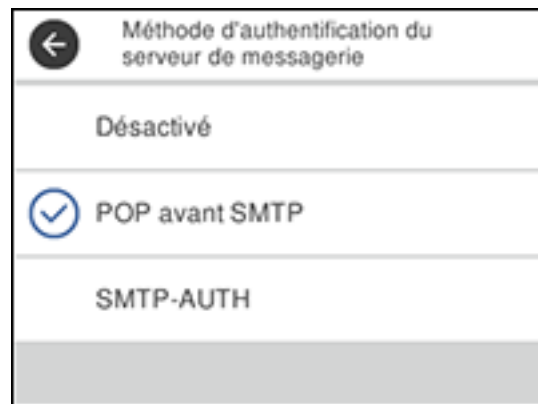 Méthode d'authentification du
serveur de messagerie
Désactivé
POP avant SMTP
SMTP-AUTH